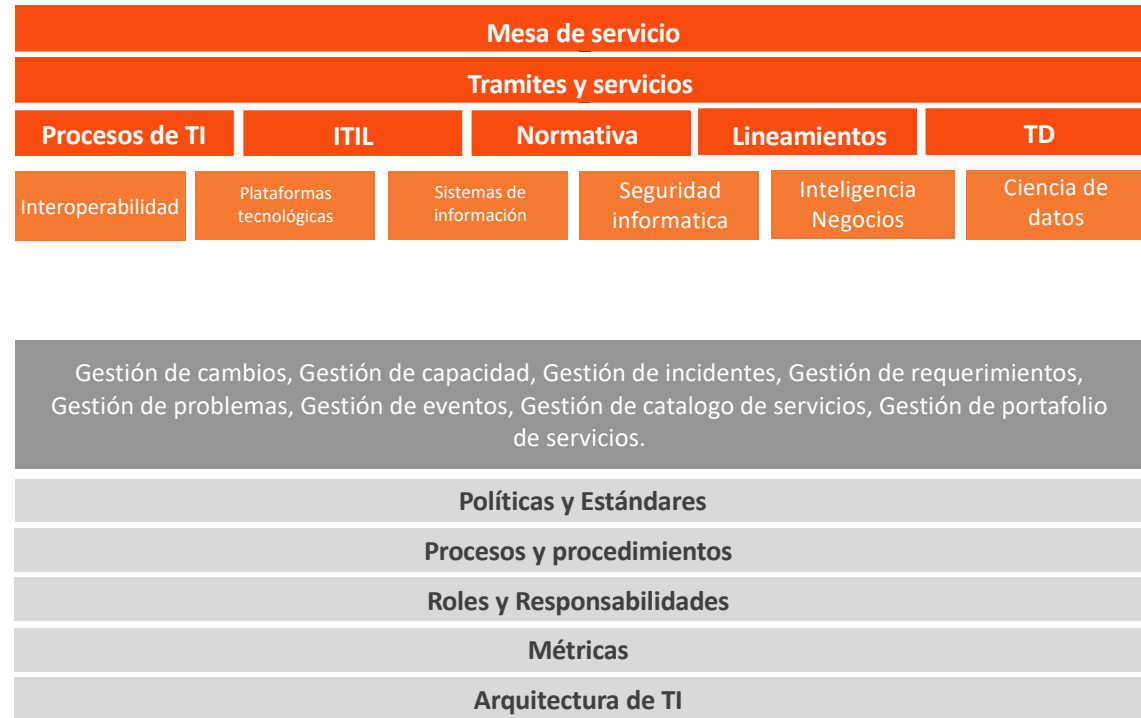 Mesa de servicio
Tramites y servicios
Procesos de TI
ITIL
Normativa
Lineamientos
TD
Interoperabilidad
Plataformas
tecnológicas
Sistemas de
información
Seguridad
informatica
Inteligencia
Negocios
Ciencia de
datos
Gestión de cambios, Gestión de capacidad, Gestión de incidentes, Gestión de requerimientos,
Gestión de problemas, Gestión de eventos, Gestión de catalogo de servicios, Gestión de portafolio
de servicios.
Políticas y Estándares
Procesos y procedimientos
Roles y Responsabilidades
Métricas
Arquitectura de TI